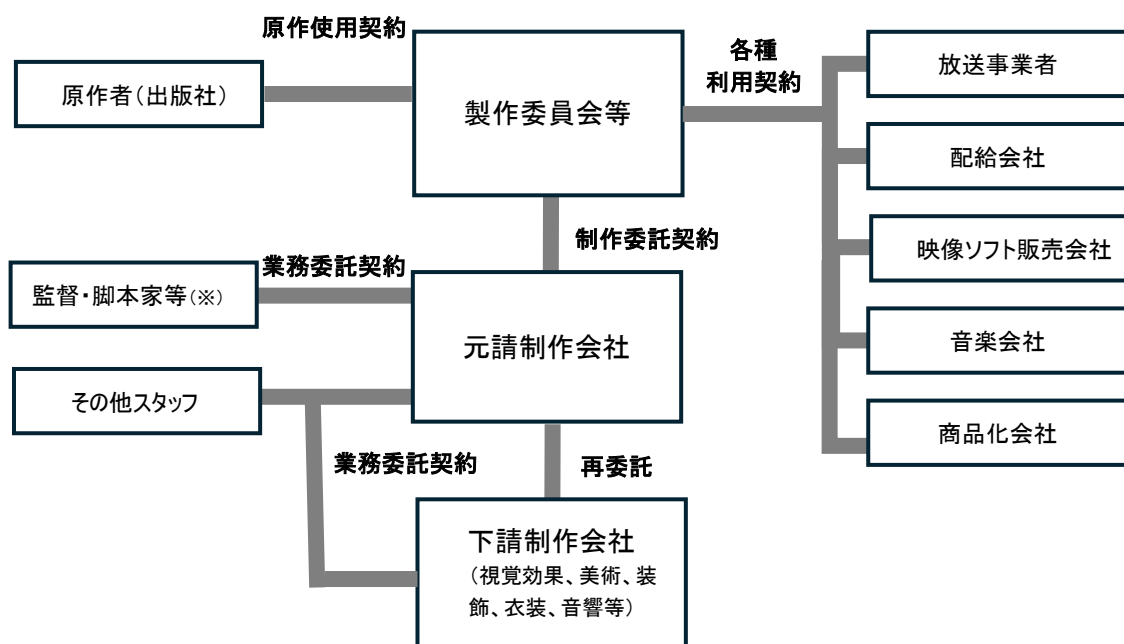 原作使用契約
各種
利用契約
原作者(出版社)
製作委員会等
放送事業者
配給会社
制作委託契約
業務委託契約
映像ソフト販売会社
監督・脚本家等(※)
元請制作会社
音楽会社
その他スタッフ
商品化会社
業務委託契約
再委託
下請制作会社
(視覚効果、美術、装
飾、衣装、音響等)